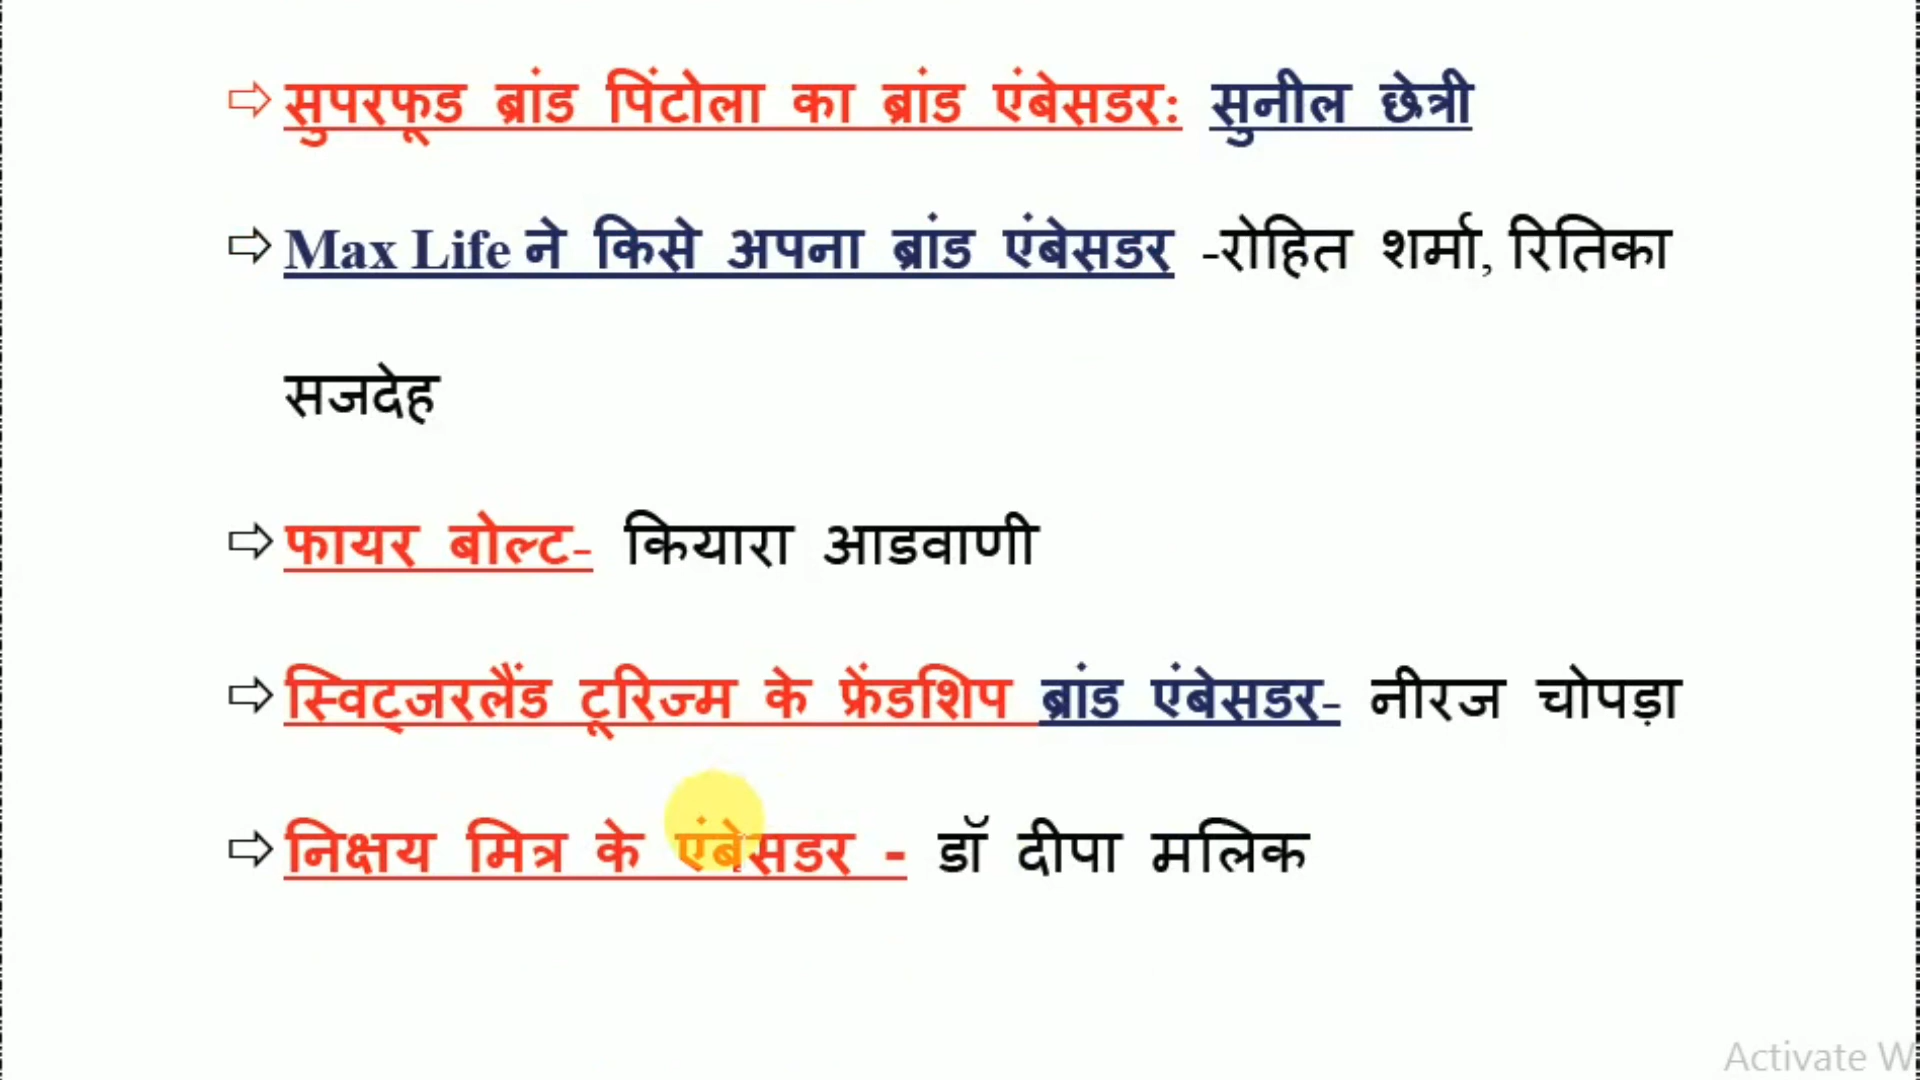 ⇨ सुपरफूड ब्रांड पिंटोला का ब्रांड एंबेसडर: सुनील छेत्री
⇨ Max Life ने किसे अपना ब्रांड एंबेसडर -रोहित शर्मा, रितिका
सजदेह
⇨ फायर बोल्ट- कियारा आडवाणी
⇨ स्विट्जरलैंड टूरिज्म के फ्रेंडशिप ब्रांड एंबेसडर- नीरज चोपड़ा
⇨ निक्षय मित्र के एंबेसडर - डॉ दीपा मलिक
Activate W